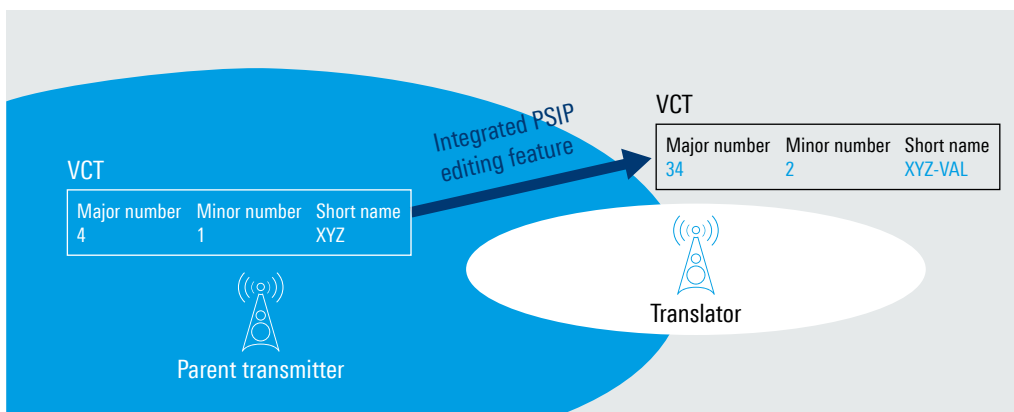 VCT
Major number Minor number Short name
4 1 XYZ
Parent transmitter
Integrated PSIP
editing feature
VCT
Major number Minor number Short name
34 2 XYZ-VAL
Translator